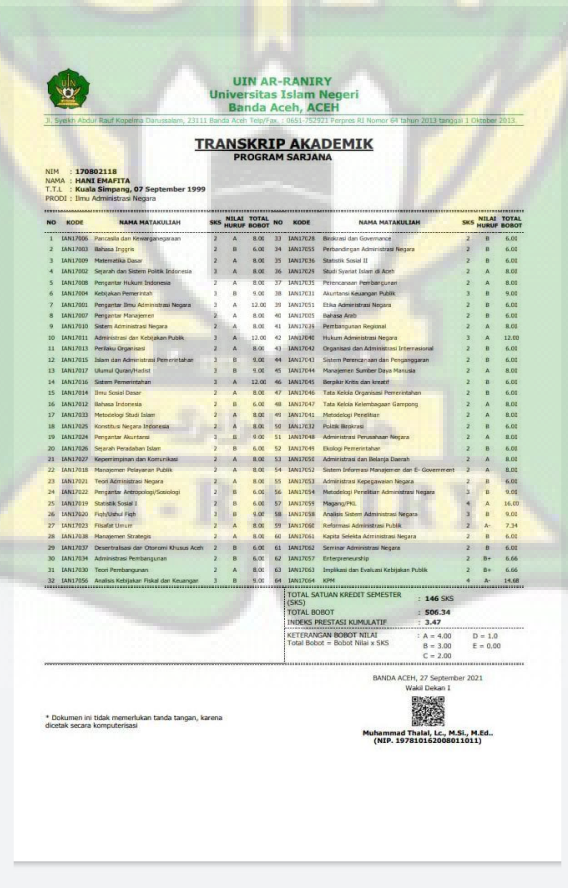 UIN
UIN AR-RANIRY
Universitas Islam Negeri
Banda Aceh, ACEH
Jl. Syeikh Abdur Rauf Kopelma Darussalam, 23111 Banda Aceh Telp/Fax. : 0651-752921 Perpres RI Nomor 64 tahun 2013 tanggal 1 Oktober 2013.
TRANSKRIP AKADEMIK
PROGRAM SARJANA
NIM : 170802118
NAMA : HANI EMAFITA
T.T.L : Kuala Simpang, 07 September 1999
PRODI : Ilmu Administrasi Negara
NO KODE NAMA MATAKULIAH SKS NILAI HURUF TOTAL BOBOT
1 IAN17006 Pancasila dan Kewarganegaraan 2 A 8.00
2 IAN17003 Bahasa Inggris 2 B 6.00
3 IAN17009 Matematika Dasar 2 A 8.00
4 IAN17002 Sejarah dan Sistem Politik Indonesia 2 A 8.00
5 IAN17008 Pengantar Hukum Indonesia 2 A 8.00
6 IAN17004 Kebijakan Pemerintah 3 B 9.00
7 IAN17001 Pengantar Ilmu Administrasi Negara 3 A 12.00
8 IAN17007 Pengantar Manajemen 2 A 8.00
9 IAN17010 Sistem Administrasi Negara 2 A 8.00
10 IAN17011 Administrasi dan Kebijakan Publik 3 A 12.00
11 IAN17013 Perilaku Organisasi 2 A 8.00
12 IAN17015 Islam dan Administrasi Pemerintahan 3 B 9.00
13 IAN17017 Ulumul Quran/Hadist 3 B 9.00
14 IAN17016 Sistem Pemerintahan 3 A 12.00
15 IAN17014 Ilmu Sosial Dasar 2 A 8.00
16 IAN17012 Bahasa Indonesia 2 B 6.00
17 IAN17033 Metodelogi Studi Islam 2 A 8.00
18 IAN17025 Konstitusi Negara Indonesia 2 A 8.00
19 IAN17024 Pengantar Akuntansi 3 B 9.00
20 IAN17026 Sejarah Peradaban Islam 2 B 6.00
21 IAN17027 Kepemimpinan dan Komunikasi 2 A 8.00
22 IAN17018 Manajemen Pelayanan Publik 2 A 8.00
23 IAN17021 Teori Administrasi Negara 2 A 8.00
24 IAN17022 Pengantar Antropologi/Sosiologi 2 B 6.00
25 IAN17019 Statistik Sosial I 2 B 6.00
26 IAN17020 Fiqh/Ushul Fiqh 3 B 9.00
27 IAN17023 Filsafat Umum 2 A 8.00
28 IAN17038 Manajemen Strategis 2 A 8.00
29 IAN17037 Desentralisasi dan Otonomi Khusus Aceh 2 B 6.00
30 IAN17034 Administrasi Pembangunan 2 B 6.00
31 IAN17030 Teori Pembangunan 2 A 8.00
32 IAN17056 Analisis Kebijakan Fiskal dan Keuangan 3 B 9.00
NO KODE NAMA MATAKULIAH SKS NILAI HURUF TOTAL BOBOT
33 IAN17028 Birokrasi dan Governance 2 B 6.00
34 IAN17055 Perbandingan Administrasi Negara 2 B 6.00
35 IAN17036 Statistik Sosial II 2 B 6.00
36 IAN17029 Studi Syariat Islam di Aceh 2 A 8.00
37 IAN17035 Perencanaan Pembangunan 2 A 8.00
38 IAN17031 Akuntansi Keuangan Publik 3 B 9.00
39 IAN17051 Etika Administrasi Negara 2 B 6.00
40 IAN17005 Bahasa Arab 2 B 6.00
41 IAN17039 Pembangunan Regional 2 A 8.00
42 IAN17040 Hukum Administrasi Negara 3 A 12.00
43 IAN17042 Organisasi dan Administrasi Internasional 2 B 6.00
44 IAN17043 Sistem Perencanaan dan Penganggaran 2 B 6.00
45 IAN17044 Manajemen Sumber Daya Manusia 2 A 8.00
46 IAN17045 Berpikir Kritis dan kreatif 2 B 6.00
47 IAN17046 Tata Kelola Organisasi Pemerintahan 2 B 6.00
48 IAN17047 Tata Kelola Kelembagaan Gampong 2 A 8.00
49 IAN17041 Metodologi Penelitian 2 A 8.00
50 IAN17032 Politik Birokrasi 2 B 6.00
51 IAN17048 Administrasi Perusahaan Negara 2 A 8.00
52 IAN17049 Ekologi Pemerintahan 2 B 6.00
53 IAN17050 Administrasi dan Belanja Daerah 2 A 8.00
54 IAN17052 Sistem Informasi Manajemen dan E- Government 2 A 8.00
55 IAN17053 Administrasi Kepegawaian Negara 2 B 6.00
56 IAN17054 Metodelogi Penelitian Administrasi Negara 3 B 9.00
57 IAN17059 Magang/PKL 4 A 16.00
58 IAN17058 Analisis Sistem Administrasi Negara 3 B 9.00
59 IAN17060 Reformasi Administrasi Publik 2 A- 7.34
60 IAN17061 Kapita Selekta Administrasi Negara 2 B 6.00
61 IAN17062 Seminar Administrasi Negara 2 B 6.00
62 IAN17057 Enterpreneurship 2 B+ 6.66
63 IAN17063 Implikasi dan Evaluasi Kebijakan Publik 2 B+ 6.66
64 IAN17064 KPM 4 A- 14.68
TOTAL SATUAN KREDIT SEMESTER (SKS) : 146 SKS
TOTAL BOBOT : 506.34
INDEKS PRESTASI KUMULATIF : 3.47
KETERANGAN BOBOT NILAI : A = 4.00 D = 1.0
Total Bobot = Bobot Nilai x SKS B = 3.00 E = 0.00
C = 2.00
BANDA ACEH, 27 September 2021
Wakil Dekan I
* Dokumen ini tidak memerlukan tanda tangan, karena
dicetak secara komputerisasi
Muhammad Thalal, Lc., M.Si., M.Ed..
(NIP. 197810162008011011)